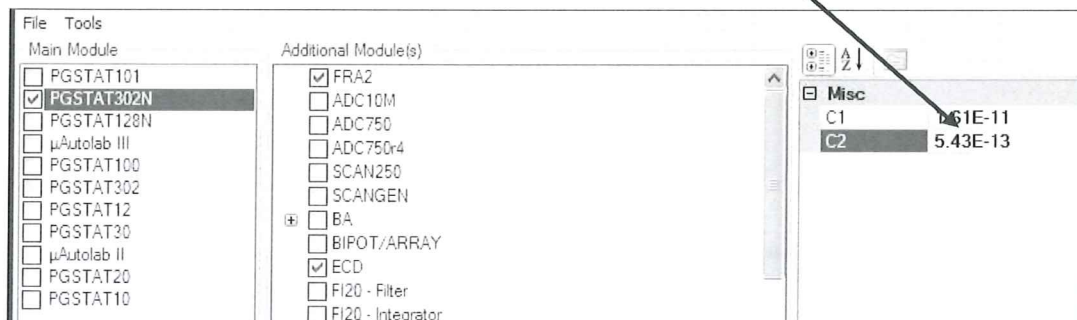 File Tools
Main Module
PGSTAT101
PGSTAT302N
PGSTAT128N
µAutolab III
PGSTAT100
PGSTAT302
PGSTAT12
PGSTAT30
µAutolab II
PGSTAT20
PGSTAT10
Additional Module(s)
FRA2
ADC10M
ADC750
ADC750r4
SCAN250
SCANGEN
BA
BIPOT/ARRAY
ECD
FI20 - Filter
FI20 - Integrator
Misc
C1
C2 5.43E-13